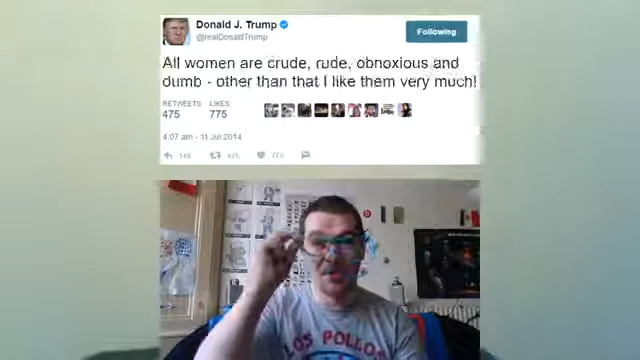 Donald J. Trump
@realDonaldTrump
Following
All women are crude, rude, obnoxious and
dumb - other than that I like them very much!
RETWEETS LIKES
475 775
4:07 am - 11 Jul 2014
LOS POLLOS